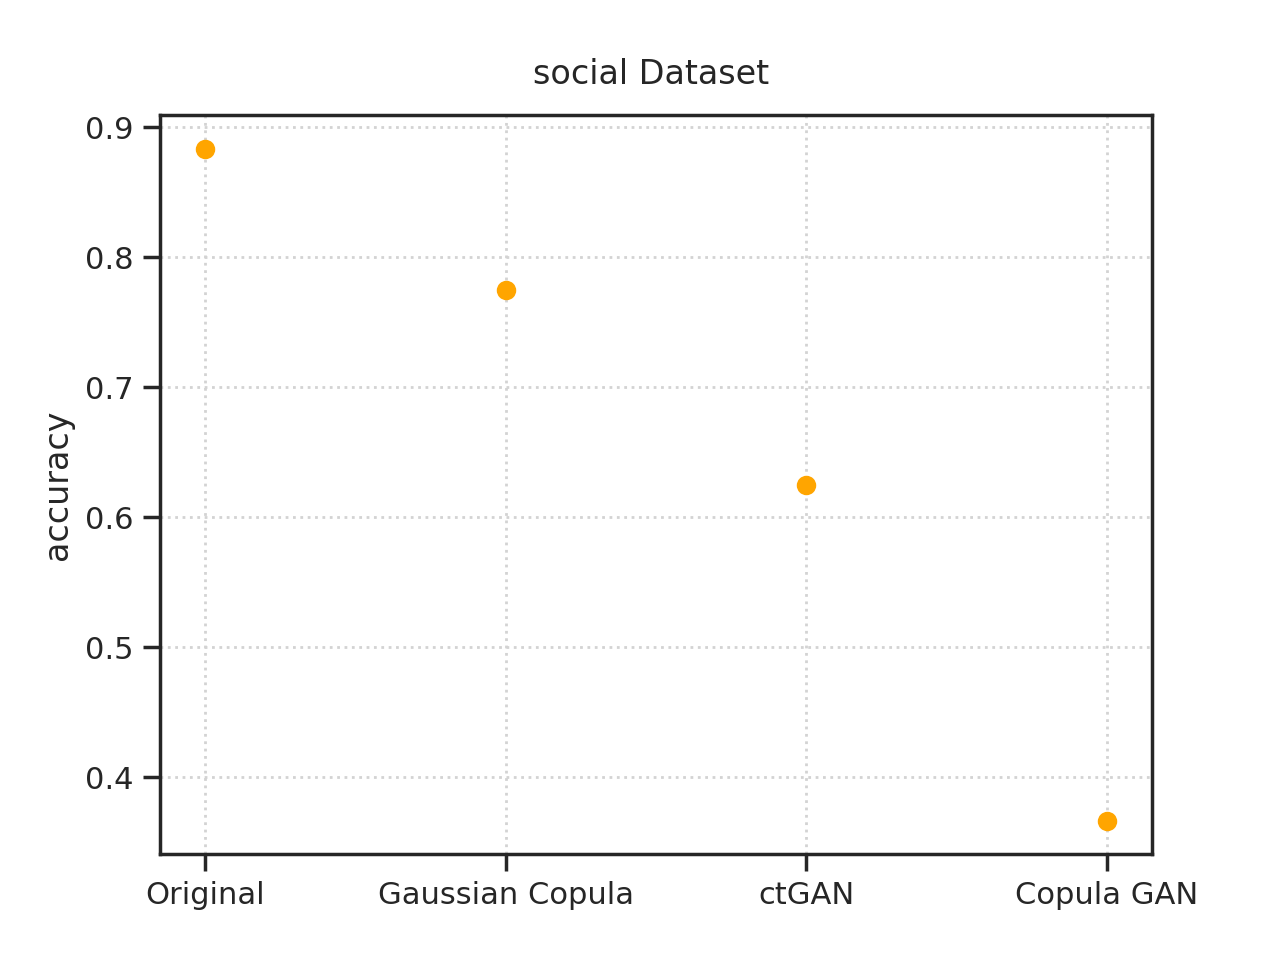 social Dataset
0.9
0.8
0.7
0.6
0.5
0.4
accuracy
Original
Gaussian Copula
ctGAN
Copula GAN